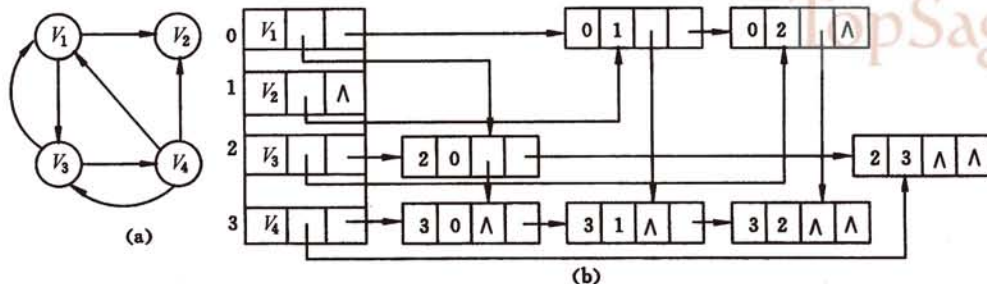 V1 V2
V3 V4
(a)
0 V1 0 1 0 2 ∧
1 V2 ∧
2 V3 2 0 2 3 ∧ ∧
3 V4 3 0 ∧ 3 1 ∧ 3 2 ∧ ∧
(b)
TopSag